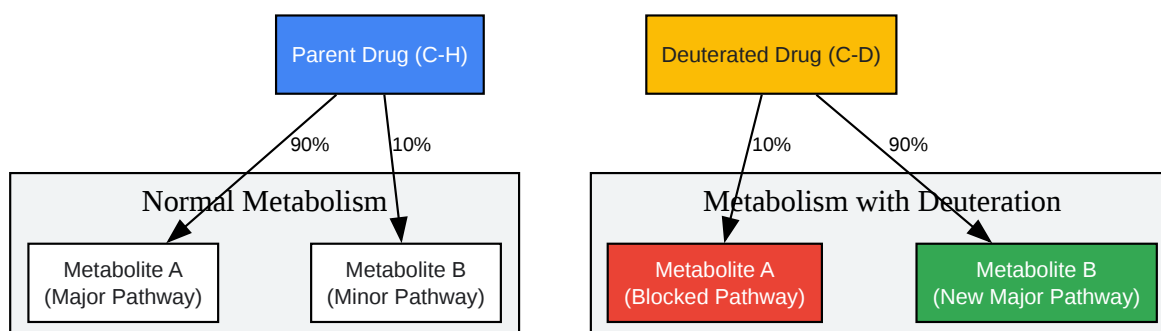 Parent Drug (C-H)
Deuterated Drug (C-D)
90%
10%
10%
90%
Normal Metabolism
Metabolism with Deuteration
Metabolite A
(Major Pathway)
Metabolite B
(Minor Pathway)
Metabolite A
(Blocked Pathway)
Metabolite B
(New Major Pathway)